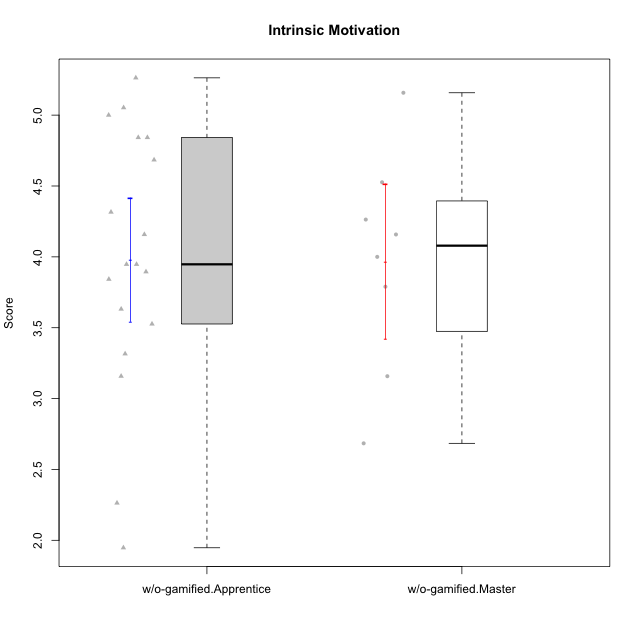 Intrinsic Motivation
Score
5.0
4.5
4.0
3.5
3.0
2.5
2.0
w/o-gamified.Apprentice
w/o-gamified.Master